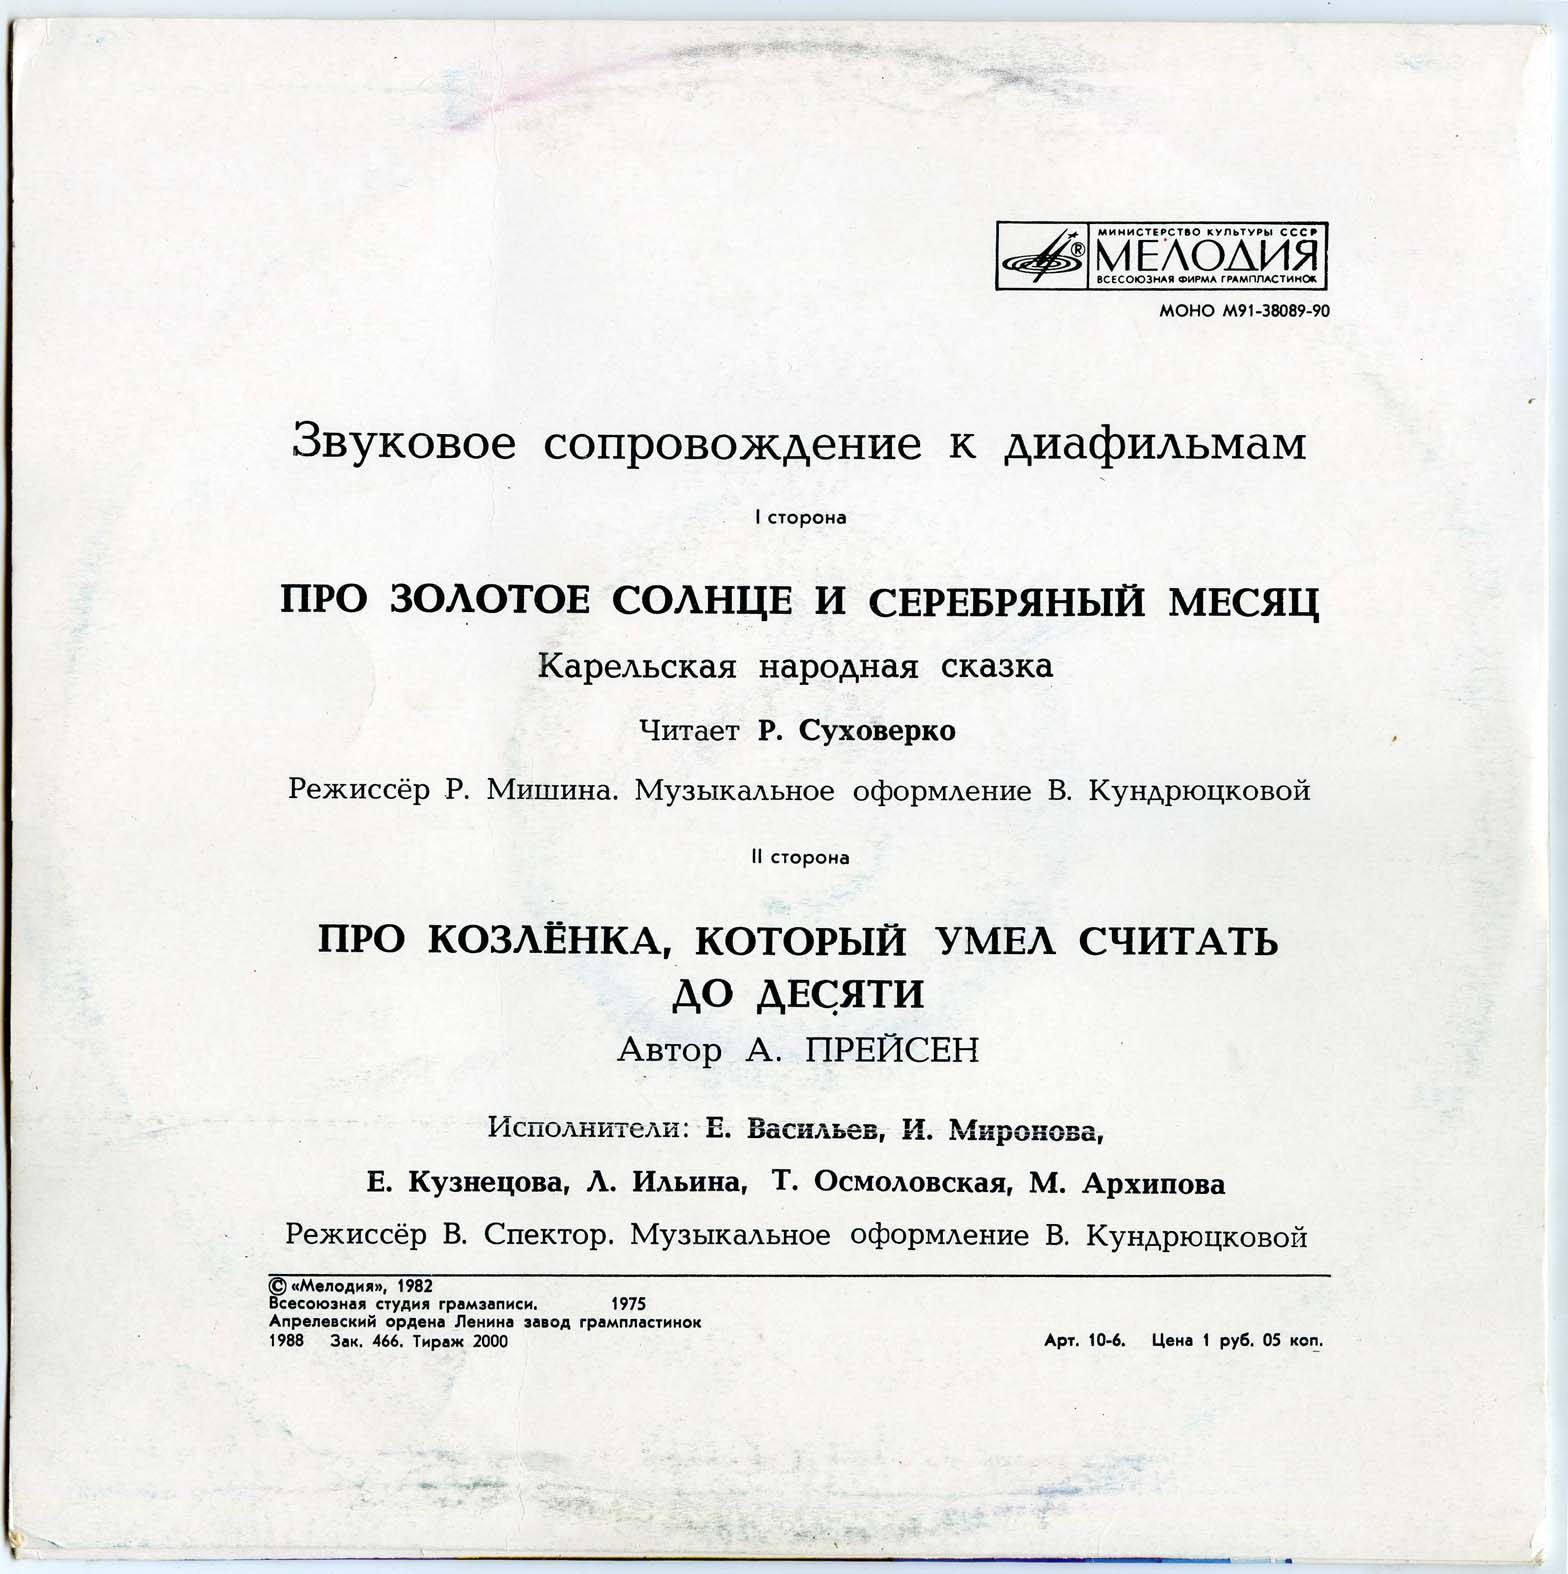 МИНИСТЕРСТВО КУЛЬТУРЫ СССР
МЕЛОДИЯ
ВСЕСОЮЗНАЯ ФИРМА ГРАМПЛАСТИНОК
®
МОНО М91-38089-90
Звуковое сопровождение к диафильмам
I сторона
ПРО ЗОЛОТОЕ СОЛНЦЕ И СЕРЕБРЯНЫЙ МЕСЯЦ
Карельская народная сказка
Читает Р. Суховерко
Режиссёр Р. Мишина. Музыкальное оформление В. Кундрюцковой
II сторона
ПРО КОЗЛЁНКА, КОТОРЫЙ УМЕЛ СЧИТАТЬ
ДО ДЕСЯТИ
Автор А. ПРЕЙСЕН
Исполнители: Е. Васильев, И. Миронова,
Е. Кузнецова, Л. Ильина, Т. Осмоловская, М. Архипова
Режиссёр В. Спектор. Музыкальное оформление В. Кундрюцковой
© «Мелодия», 1982
Всесоюзная студия грамзаписи. 1975
Апрелевский ордена Ленина завод грампластинок
1988 Зак. 466. Тираж 2000
Арт. 10-6. Цена 1 руб. 05 коп.